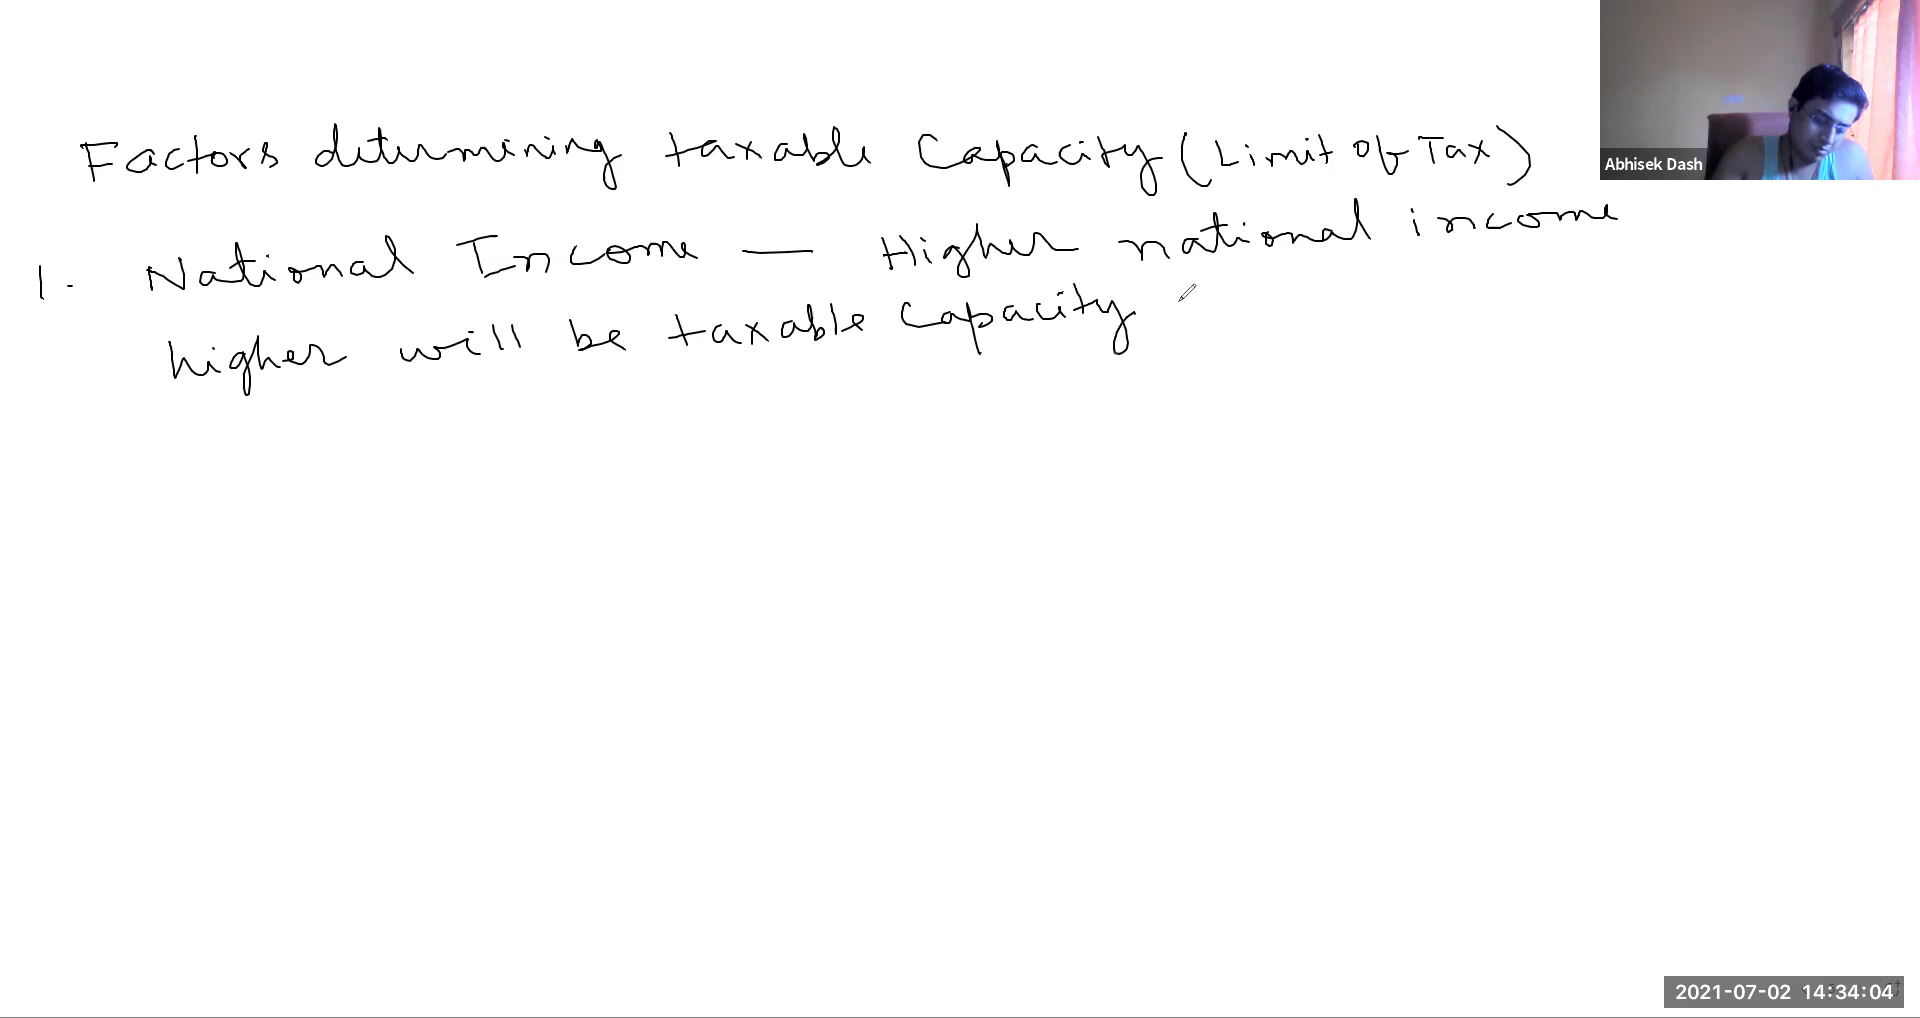 Factors determining taxable Capacity (Limit of Tax)
1. National Income — Higher national income
higher will be taxable capacity
Abhisek Dash
2021-07-02 14:34:04